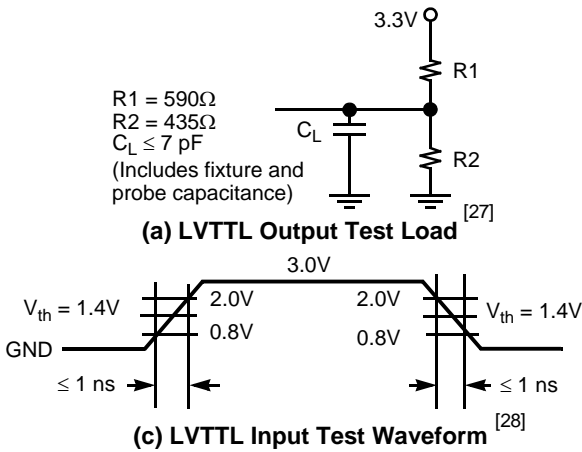 3.3V
R1
R1 = 590Ω
R2 = 435Ω
C_L ≤ 7 pF
(Includes fixture and
probe capacitance)
C_L
R2
(a) LVTTL Output Test Load [27]
3.0V
V_th = 1.4V
2.0V
2.0V
V_th = 1.4V
0.8V
0.8V
GND
≤ 1 ns
≤ 1 ns
(c) LVTTL Input Test Waveform [28]